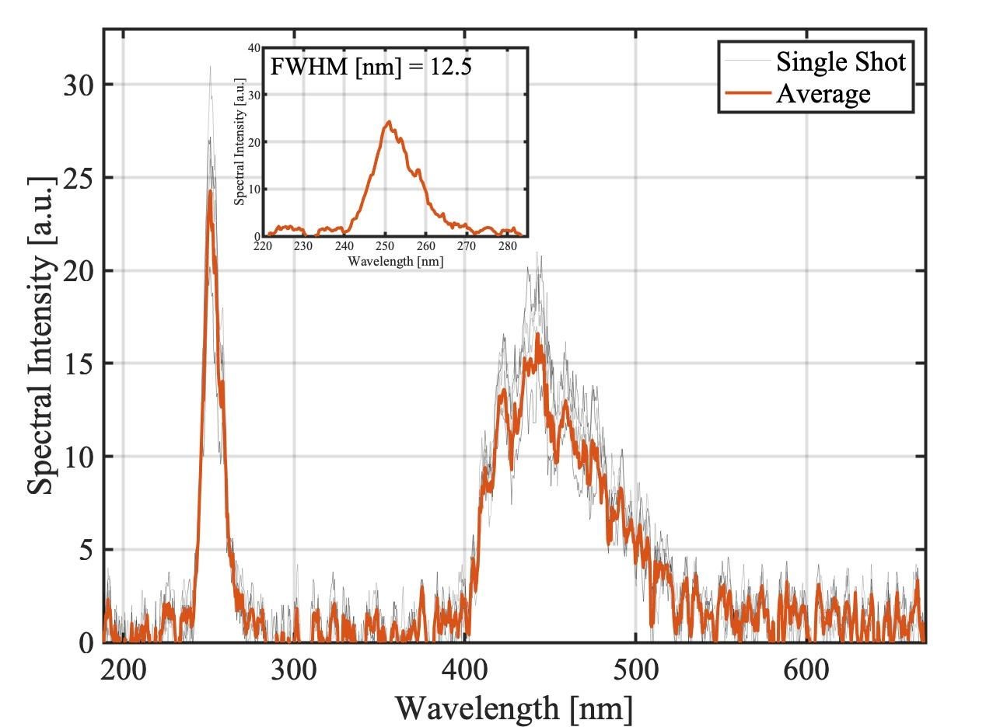 FWHM [nm] = 12.5
40
30
20
10
0
Spectral Intensity [a.u.]
220 230 240 250 260 270 280
Wavelength [nm]
Single Shot
Average
30
25
20
15
10
5
0
Spectral Intensity [a.u.]
200 300 400 500 600
Wavelength [nm]